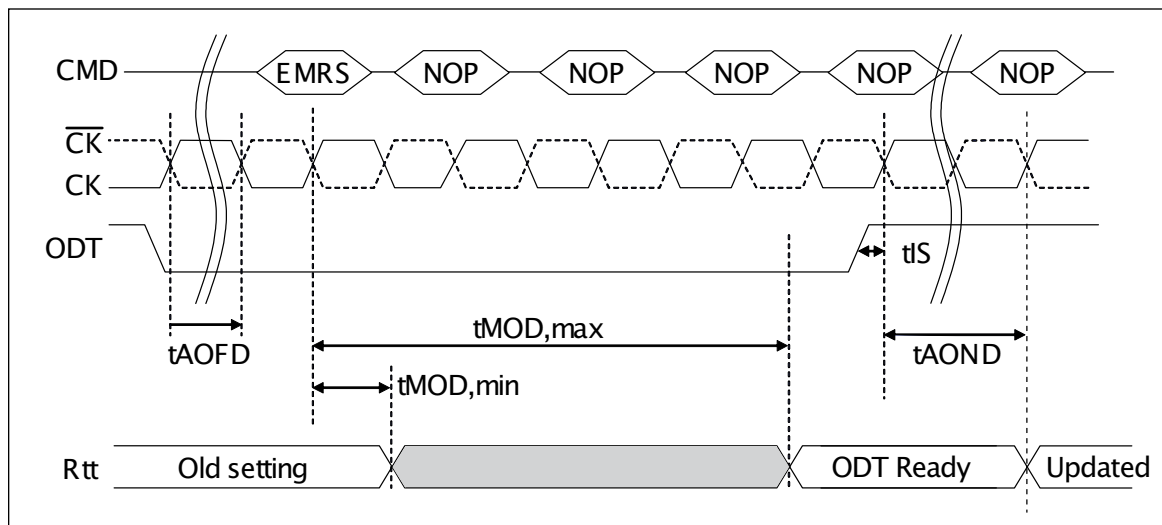 CMD EMRS NOP NOP NOP NOP NOP
CK
CK
ODT
tIS
tMOD,max
tAOFD
tAOND
tMOD,min
Rtt Old setting ODT Ready Updated